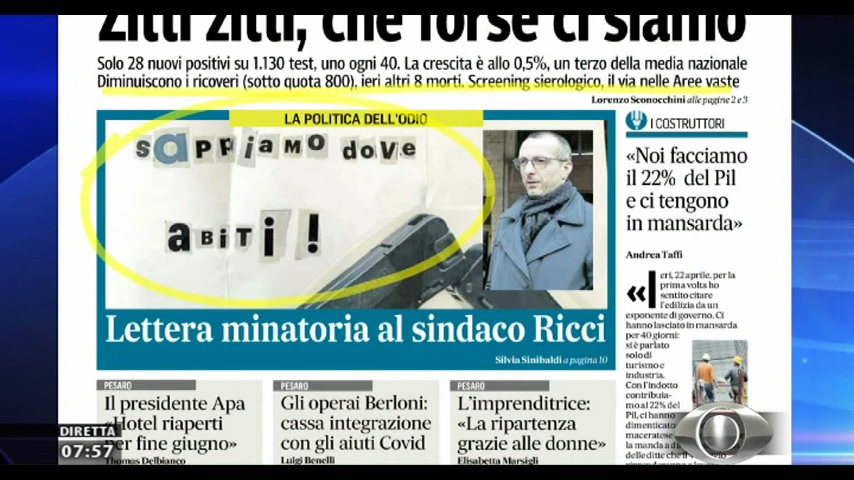 Zitti zitti, che forse ci siamo
Solo 28 nuovi positivi su 1.130 test, uno ogni 40. La crescita è allo 0,5%, un terzo della media nazionale
Diminuiscono i ricoveri (sotto quota 800), ieri altri 8 morti. Screening sierologico, il via nelle Aree vaste
Lorenzo Sconocchini alle pagine 2 e 3
LA POLITICA DELL'ODIO
sAPPiAMO doVe
aBiTi!
Lettera minatoria al sindaco Ricci
Silvia Sinibaldi a pagina 10
I COSTRUTTORI
«Noi facciamo
il 22% del Pil
e ci tengono
in mansarda»
Andrea Taffi
«Ieri, 22 aprile, per la
prima volta ho
sentito citare
l'edilizia da un
esponente di governo. Ci
hanno lasciato in mansarda
per 40 giorni:
si è parlato
solo di
turismo e
industria.
Con l'indotto
contribuia-
mo al 22% del
Pil, ci hanno
dimenticato
maceratese
la manda a d
delle ditte che
PESARO
Il presidente Apa
«Hotel riaperti
per fine giugno»
Thomas Delbianco
PESARO
Gli operai Berloni:
cassa integrazione
con gli aiuti Covid
Luigi Benelli
PESARO
L'imprenditrice:
«La ripartenza
grazie alle donne»
Elisabetta Marsigli
DIRETTA
07:57